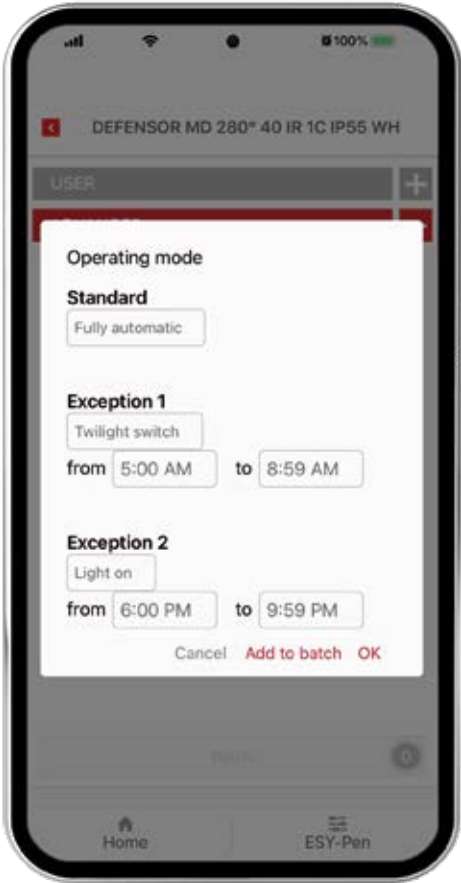 100%
DEFENSOR MD 280° 40 IR 1C IP55 WH
USER
Operating mode
Standard
Fully automatic
Exception 1
Twilight switch
from 5:00 AM to 8:59 AM
Exception 2
Light on
from 6:00 PM to 9:59 PM
Cancel Add to batch OK
0
Home ESY-Pen